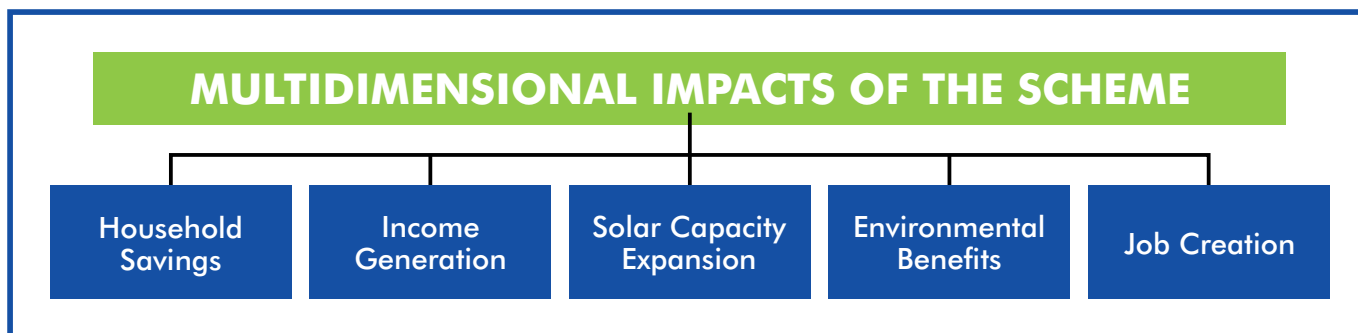 MULTIDIMENSIONAL IMPACTS OF THE SCHEME
Household
Savings
Income
Generation
Solar Capacity
Expansion
Environmental
Benefits
Job Creation